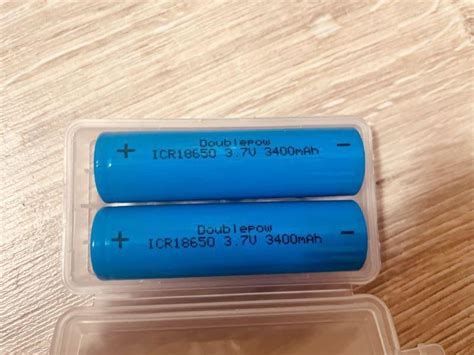 Doublepow
+ ICR18650 3.7V 3400mAh -
Doublepow
+ ICR18650 3.7V 3400mAh -